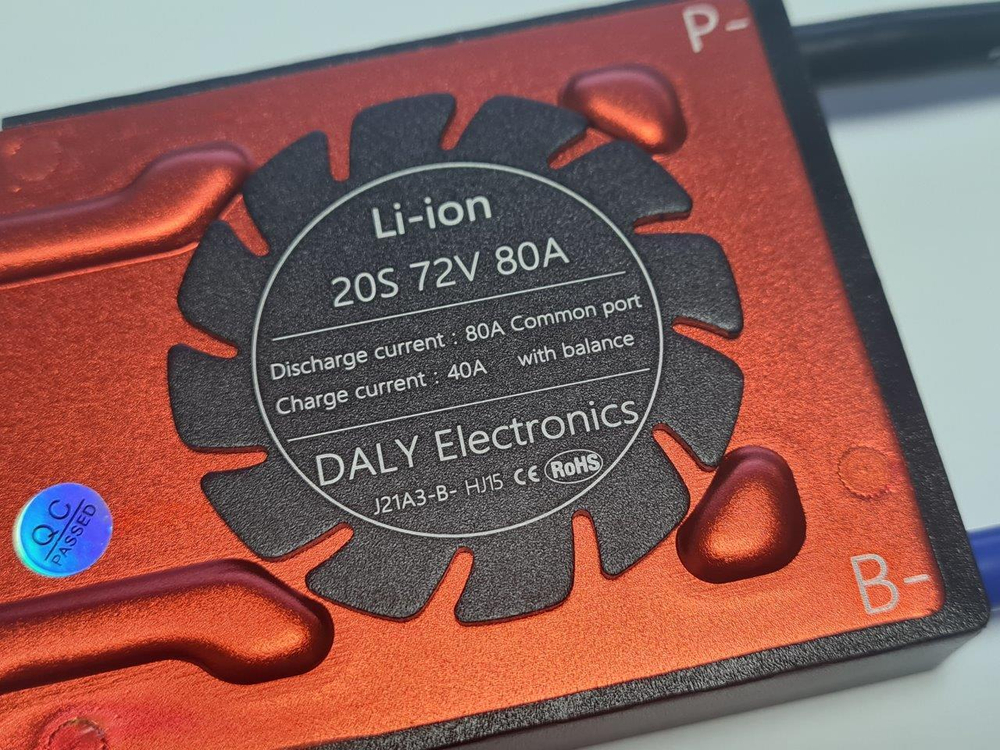 P-
Li-ion
20S 72V 80A
Discharge current : 80A Common port
Charge current : 40A with balance
DALY Electronics
J21A3-B- HJ15 CE RoHS
QC
PASSED
B-